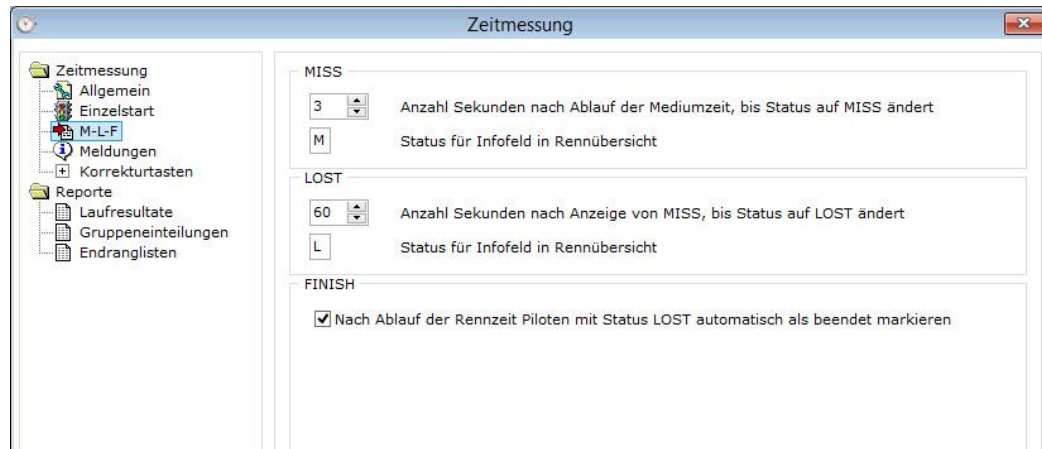 Zeitmessung
Zeitmessung
Allgemein
Einzelstart
M-L-F
Meldungen
Korrekturtasten
Reporte
Laufresultate
Gruppeneinteilungen
Endranglisten
MISS
3 Anzahl Sekunden nach Ablauf der Mediumzeit, bis Status auf MISS ändert
M Status für Infofeld in Rennübersicht
LOST
60 Anzahl Sekunden nach Anzeige von MISS, bis Status auf LOST ändert
L Status für Infofeld in Rennübersicht
FINISH
Nach Ablauf der Rennzeit Piloten mit Status LOST automatisch als beendet markieren